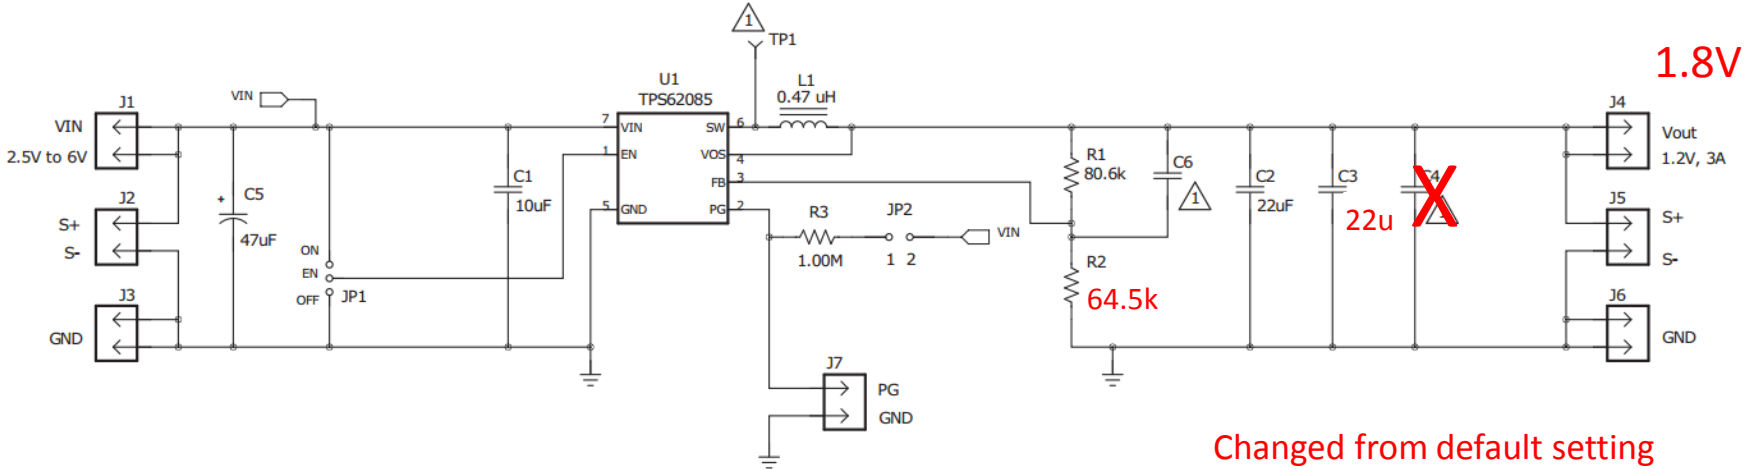 1
TP1
1.8V
U1
TPS62085
L1
0.47 uH
J1
VIN
J4
VIN
2.5V to 6V
7
VIN
SW
6
1
EN
VOS
4
FB
3
5
GND
PG
2
Vout
1.2V, 3A
R1
80.6k
C6
1
C1
10uF
C2
22uF
C3
22u
C4
X
1
J2
S+
S-
+
C5
47uF
R3
1.00M
JP2
1 2
VIN
J5
S+
S-
ON
EN
OFF
JP1
R2
64.5k
J3
GND
J6
GND
J7
PG
GND
Changed from default setting